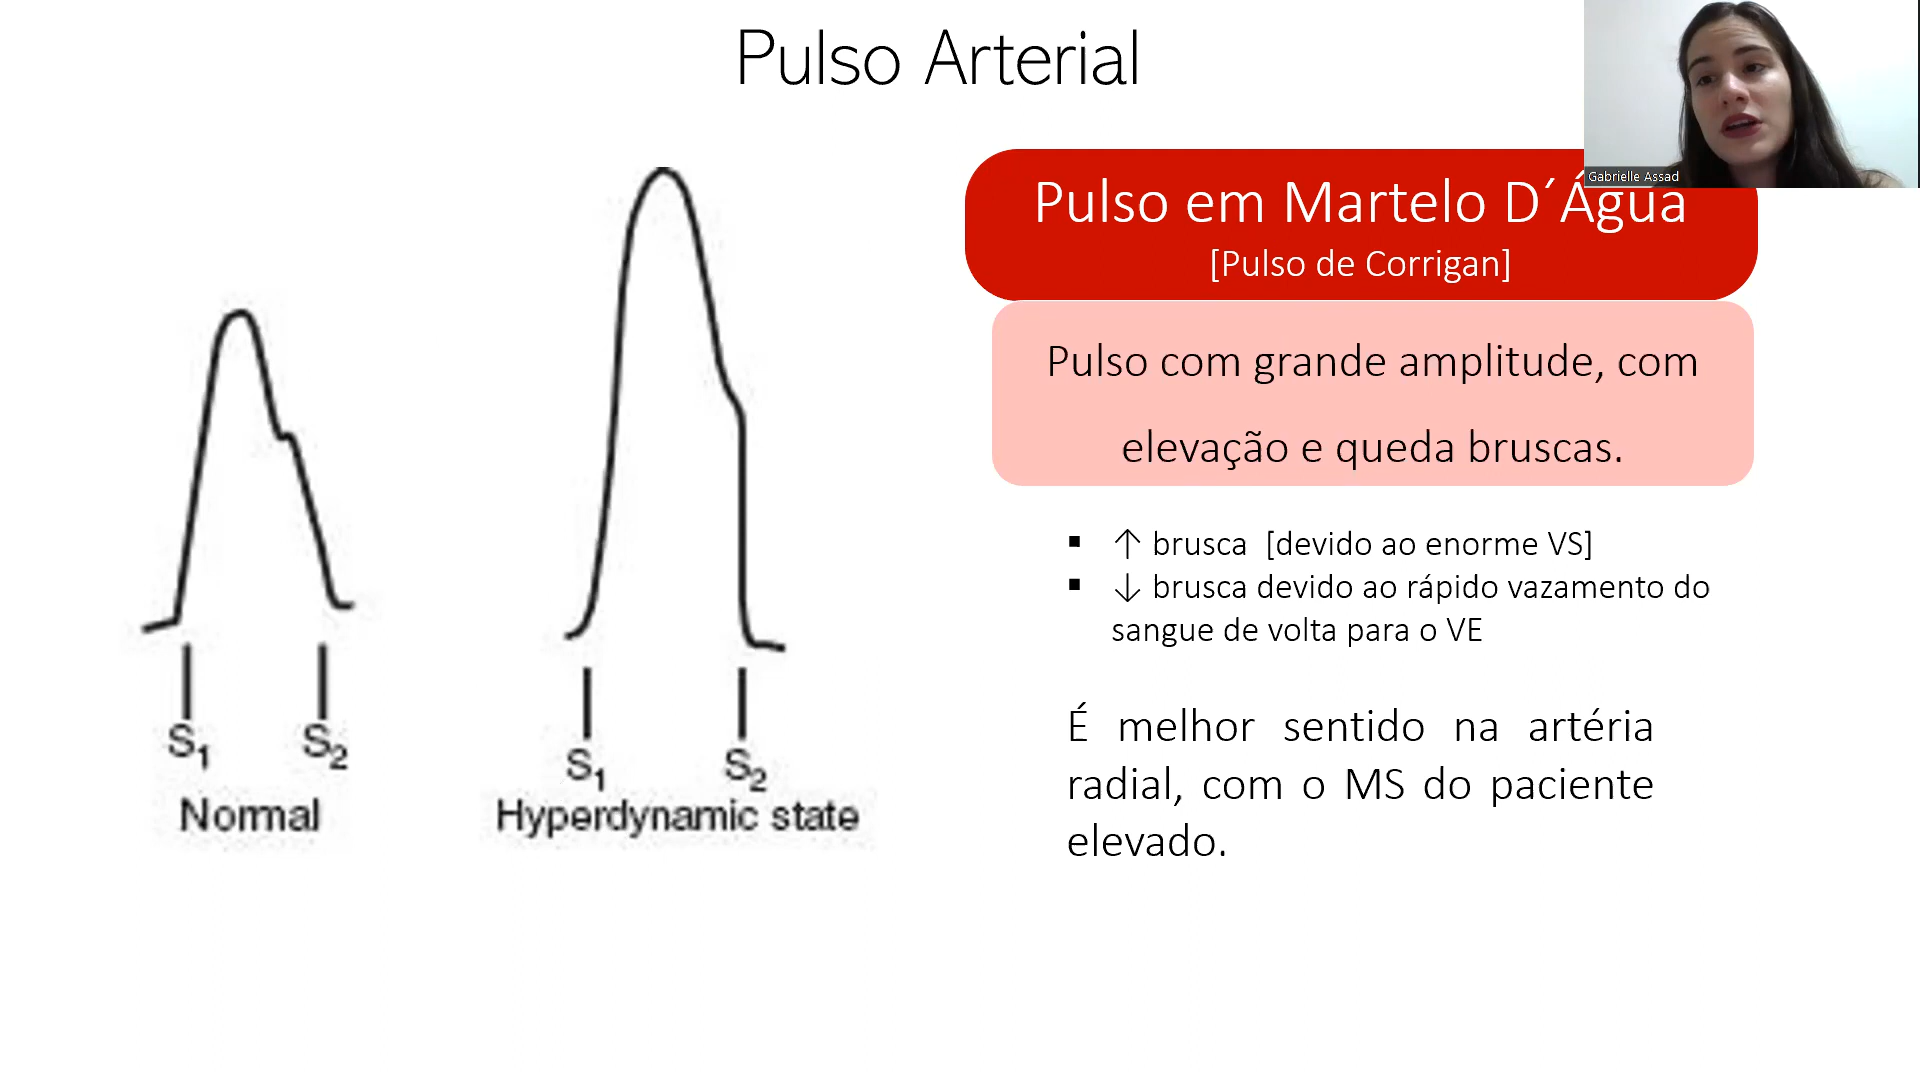 Pulso Arterial
Gabrielle Assad
Pulso em Martelo D´Água
[Pulso de Corrigan]
Pulso com grande amplitude, com
elevação e queda bruscas.
▪ ↑ brusca [devido ao enorme VS]
▪ ↓ brusca devido ao rápido vazamento do
sangue de volta para o VE
É melhor sentido na artéria
radial, com o MS do paciente
elevado.
S1 S2
Normal
S1 S2
Hyperdynamic state